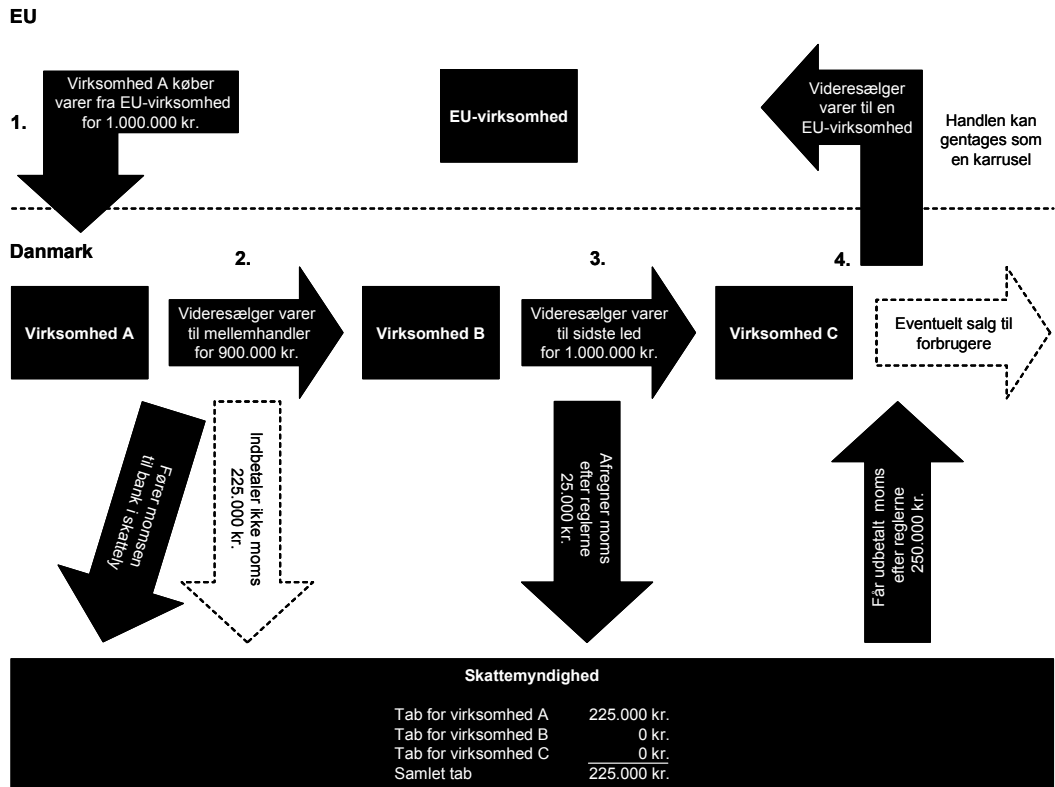 EU
1.
Virksomhed A køber
varer fra EU-virksomhed
for 1.000.000 kr.
EU-virksomhed
Videresælger
varer til en
EU-virksomhed
Handlen kan
gentages som
en karrusel
Danmark
2.
3.
4.
Virksomhed A
Videresælger varer
til mellemhandler
for 900.000 kr.
Virksomhed B
Videresælger varer
til sidste led
for 1.000.000 kr.
Virksomhed C
Eventuelt salg til
forbrugere
Fører momsen
til bank i skattely
Indbetaler ikke moms
225.000 kr.
Afregner moms
efter reglerne
25.000 kr.
Får udbetalt moms
efter reglerne
250.000 kr.
Skattemyndighed
Tab for virksomhed A 225.000 kr.
Tab for virksomhed B 0 kr.
Tab for virksomhed C 0 kr.
Samlet tab 225.000 kr.